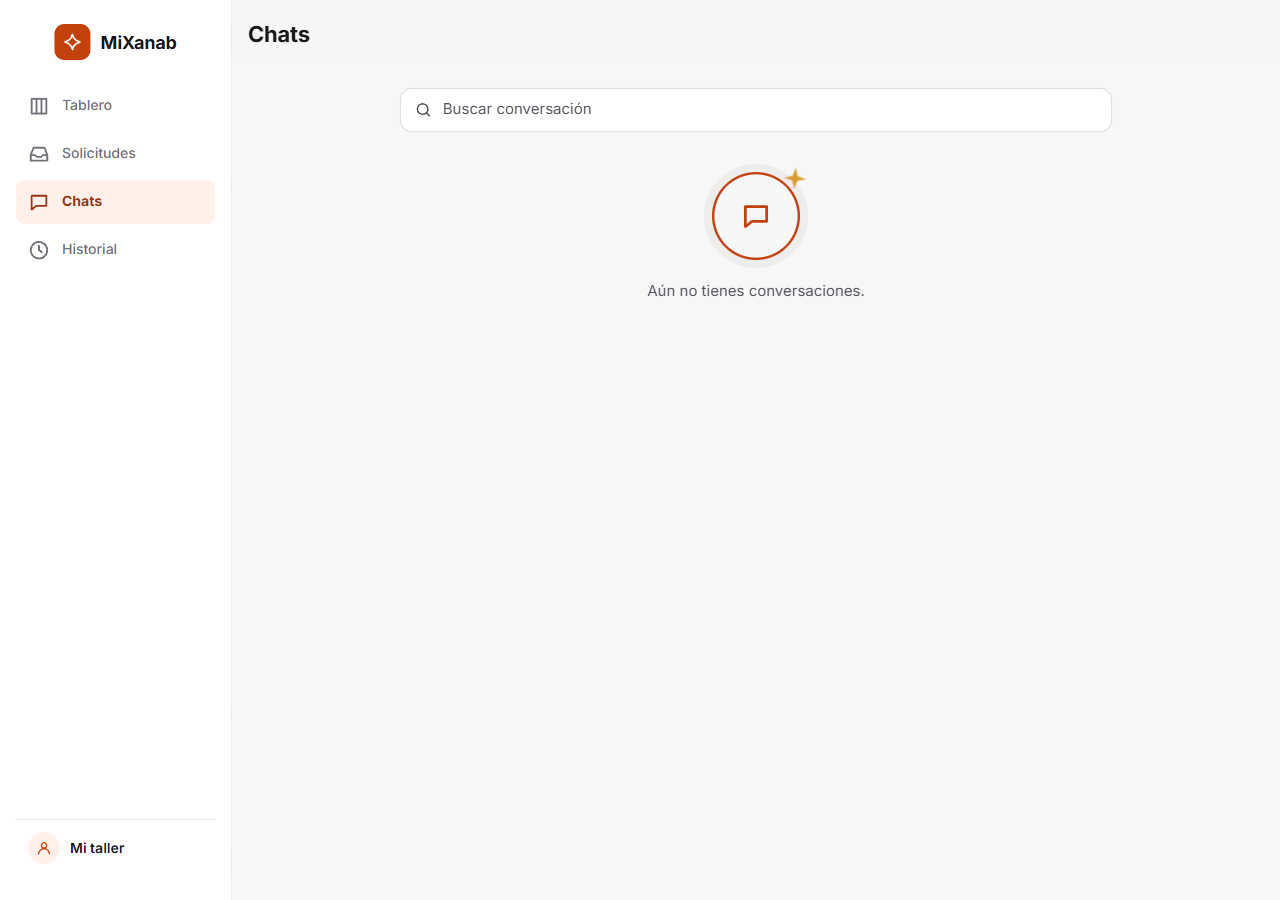 MiXanab
Tablero
Solicitudes
Chats
Historial
Mi taller
Chats
Buscar conversación
Aún no tienes conversaciones.